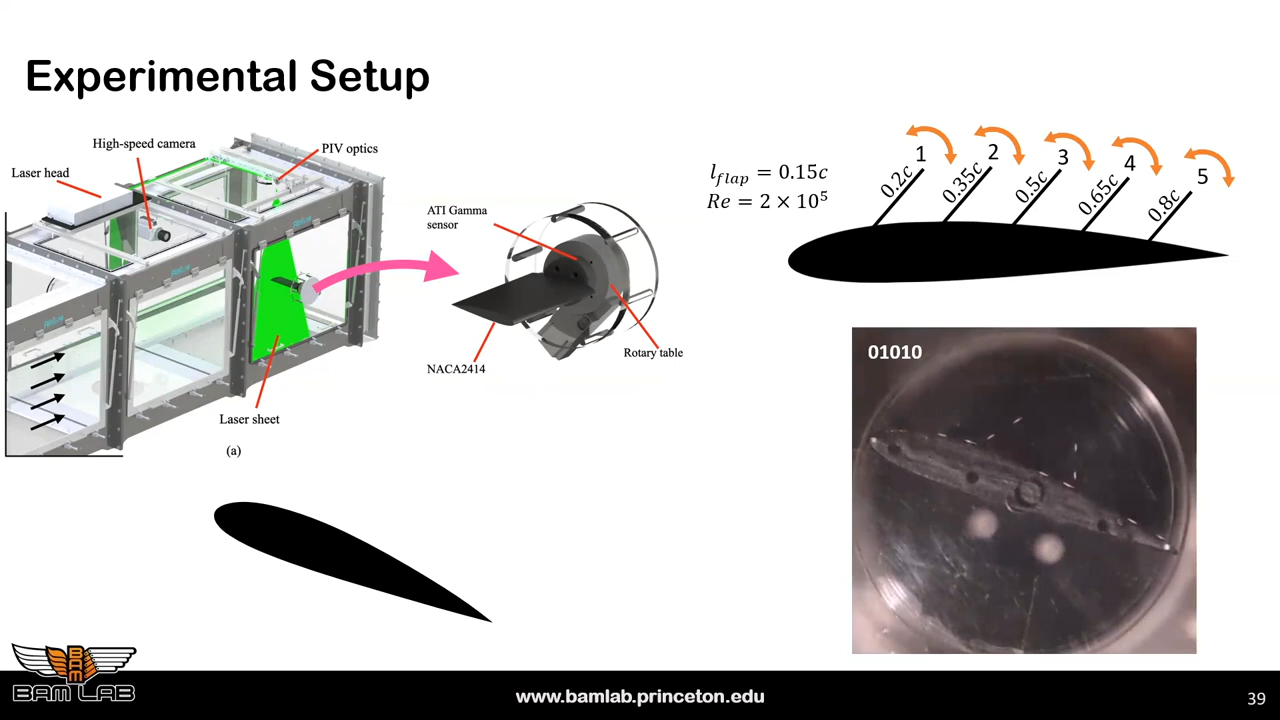 Experimental Setup
High-speed camera
PIV optics
Laser head
ATI Gamma
sensor
Rotary table
NACA2414
Laser sheet
(a)
l_flap = 0.15c
Re = 2 × 10⁵
1
2
3
4
5
0.2c
0.35c
0.5c
0.65c
0.8c
01010
BAM
BAM LAB
www.bamlab.princeton.edu
39